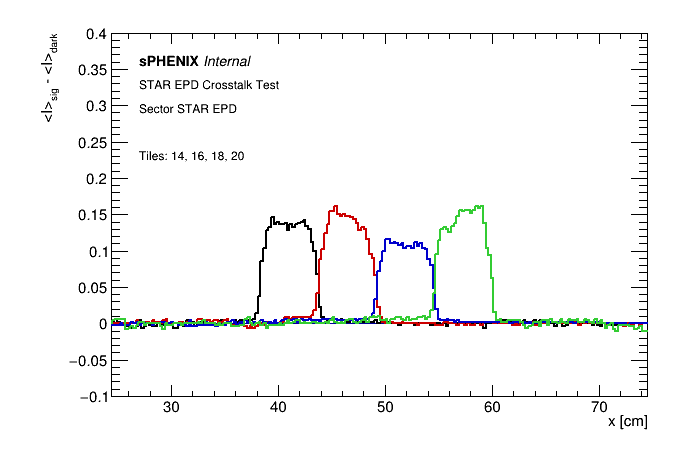 0.4
0.35
0.3
0.25
0.2
0.15
0.1
0.05
0
−0.05
−0.1
<I>sig - <I>dark
sPHENIX Internal
STAR EPD Crosstalk Test
Sector STAR EPD
Tiles: 14, 16, 18, 20
30 40 50 60 70
x [cm]